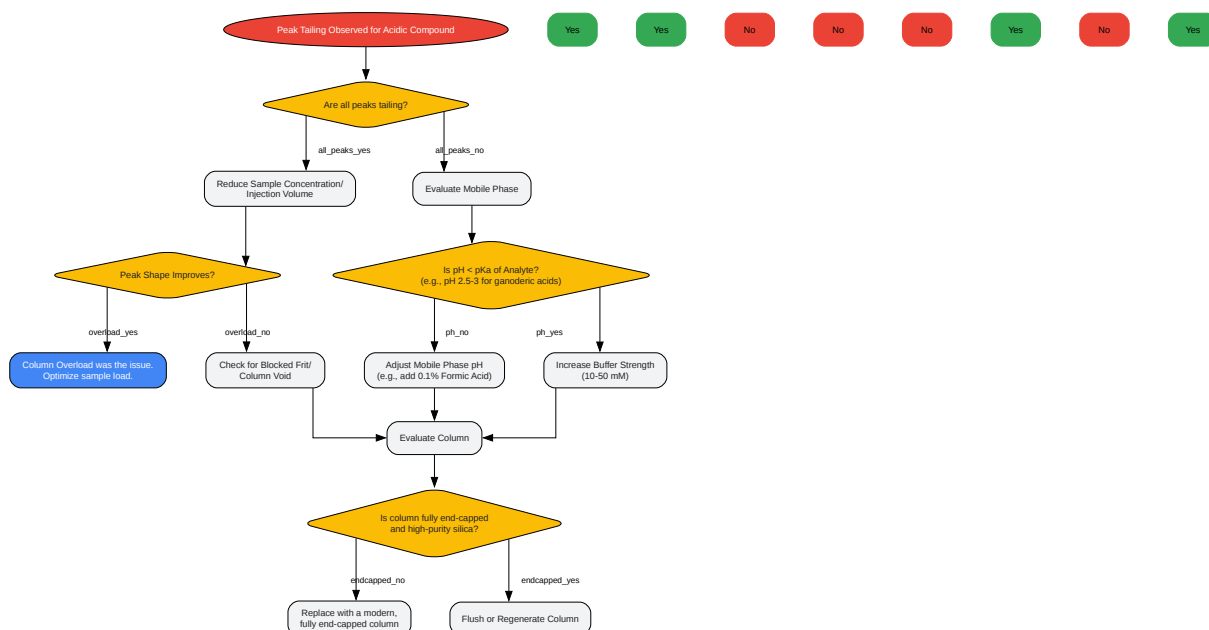 Peak Tailing Observed for Acidic Compound
Yes
Yes
No
No
No
Yes
No
Yes
Are all peaks tailing?
all_peaks_yes
all_peaks_no
Reduce Sample Concentration/
Injection Volume
Evaluate Mobile Phase
Peak Shape Improves?
Is pH < pKa of Analyte?
(e.g., pH 2.5-3 for ganoderic acids)
overload_yes
overload_no
ph_no
ph_yes
Column Overload was the issue.
Optimize sample load.
Check for Blocked Frit/
Column Void
Adjust Mobile Phase pH
(e.g., add 0.1% Formic Acid)
Increase Buffer Strength
(10-50 mM)
Evaluate Column
Is column fully end-capped
and high-purity silica?
endcapped_no
endcapped_yes
Replace with a modern,
fully end-capped column
Flush or Regenerate Column